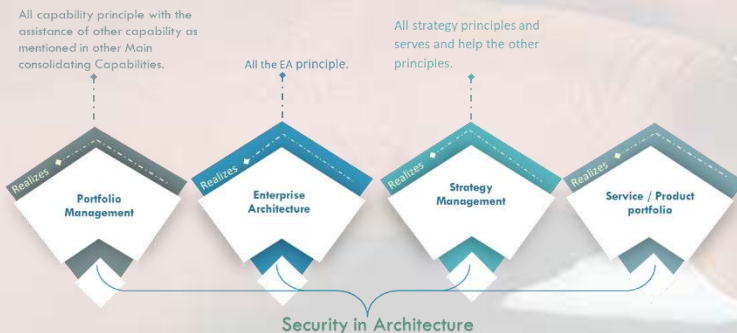 All capability principle with the
assistance of other capability as
mentioned in other Main
consolidating Capabilities.
All the EA principle.
All strategy principles and
serves and help the other
principles.
Realizes
Portfolio
Management
Realizes
Enterprise
Architecture
Realizes
Strategy
Management
Realizes
Service / Product
portfolio
Security in Architecture